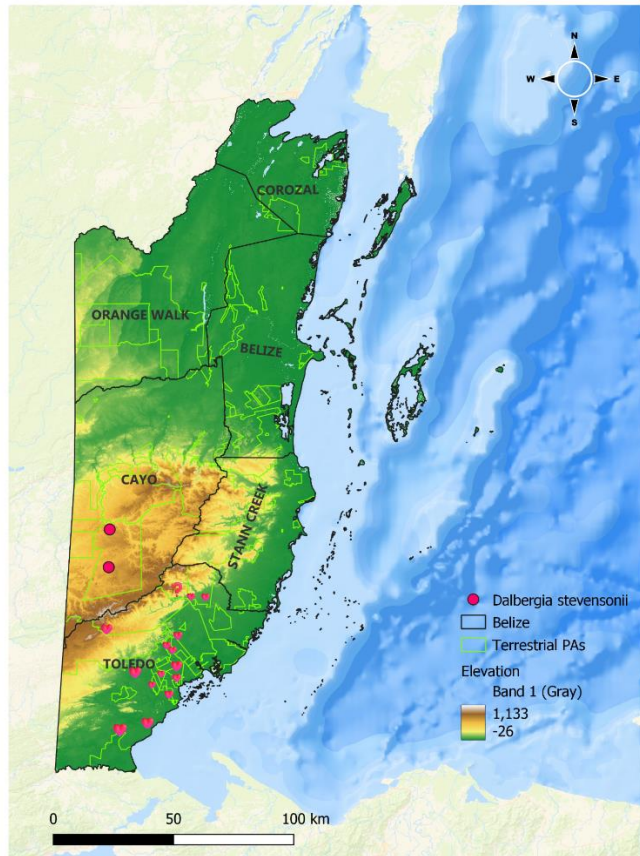 N
W E
S
COROZAL
ORANGE WALK
BELIZE
CAYO
STANN CREEK
TOLEDO
Dalbergia stevensonii
Belize
Terrestrial PAs
Elevation
Band 1 (Gray)
1,133
-26
0 50 100 km